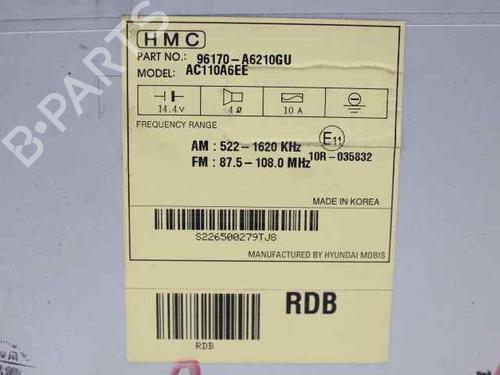 B-PARTS
HMC
PART NO.: 96170-A6210GU
MODEL: AC110A6EE
14.4V 4Ω 10A
FREQUENCY RANGE
AM : 522-1620 KHz
FM : 87.5-108.0 MHz
E11
10R-035832
MADE IN KOREA
S226500279TJ8
MANUFACTURED BY HYUNDAI MOBIS
RDB
RDB